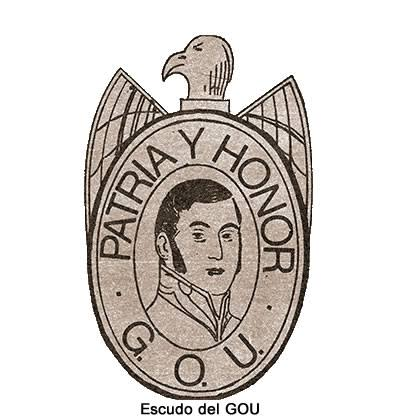 PATRIA Y HONOR
· G. O. U. ·
Escudo del GOU